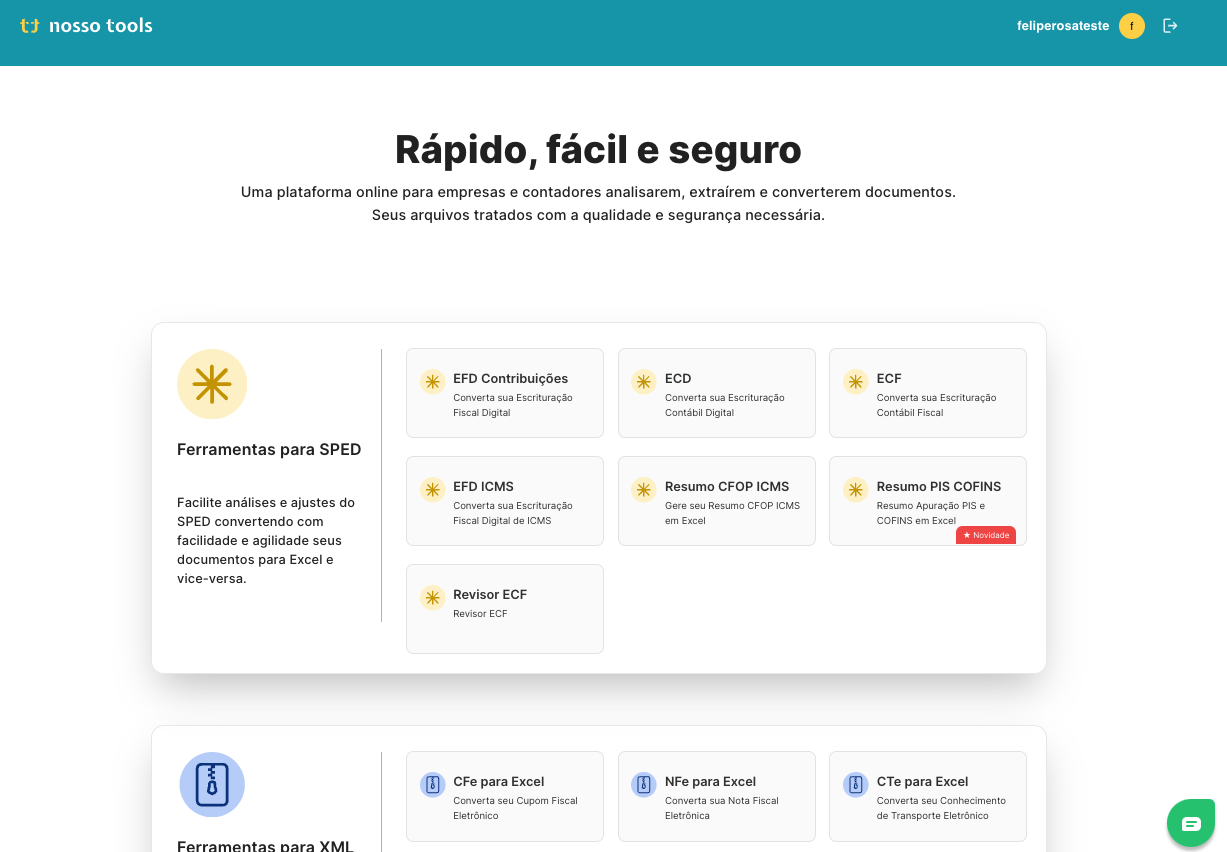 nosso tools
feliperosateste
f
Rápido, fácil e seguro
Uma plataforma online para empresas e contadores analisarem, extraírem e converterem documentos.
Seus arquivos tratados com a qualidade e segurança necessária.
Ferramentas para SPED
Facilite análises e ajustes do
SPED convertendo com
facilidade e agilidade seus
documentos para Excel e
vice-versa.
EFD Contribuições
Converta sua Escrituração
Fiscal Digital
ECD
Converta sua Escrituração
Contábil Digital
ECF
Converta sua Escrituração
Contábil Fiscal
EFD ICMS
Converta sua Escrituração
Fiscal Digital de ICMS
Resumo CFOP ICMS
Gere seu Resumo CFOP ICMS
em Excel
Resumo PIS COFINS
Resumo Apuração PIS e
COFINS em Excel
Novidade
Revisor ECF
Revisor ECF
Ferramentas para XML
CFe para Excel
Converta seu Cupom Fiscal
Eletrônico
NFe para Excel
Converta sua Nota Fiscal
Eletrônica
CTe para Excel
Converta seu Conhecimento
de Transporte Eletrônico